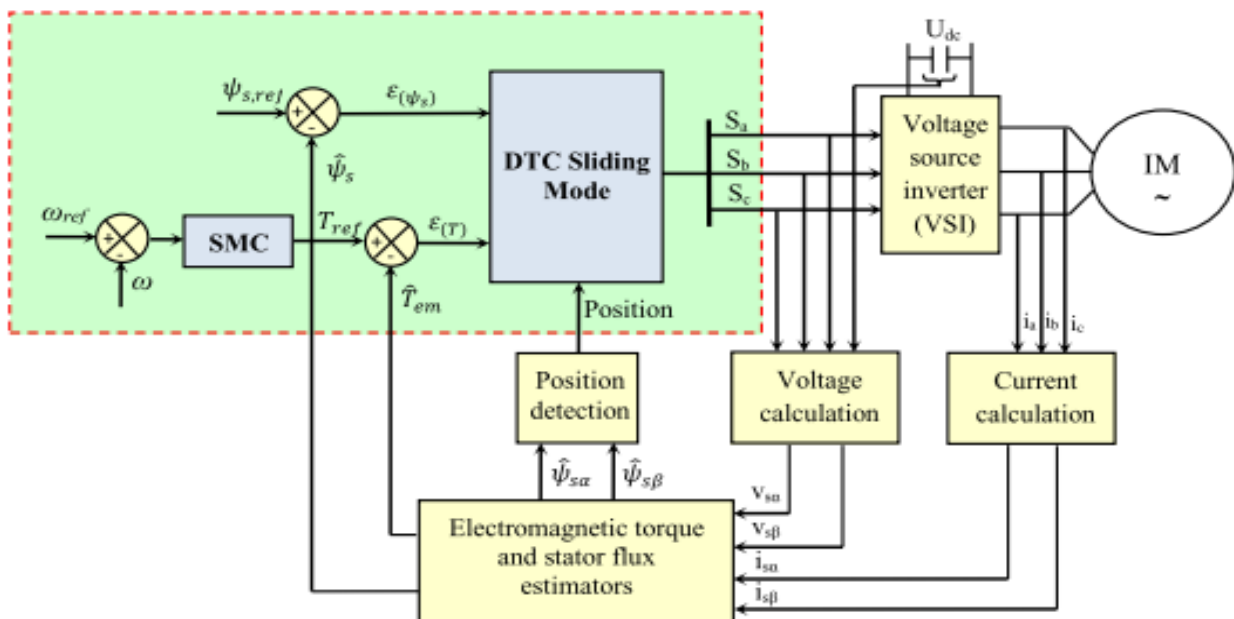 U_dc
ψ_s,ref
+
-
ε_(ψ_s)
DTC Sliding
Mode
S_a
S_b
S_c
Voltage
source
inverter
(VSI)
IM
~
ψ̂_s
ω_ref
+
-
ω
SMC
T_ref
+
-
ε_(T)
T̂_em
Position
i_a
i_b
i_c
Position
detection
Voltage
calculation
Current
calculation
ψ̂_sα
ψ̂_sβ
v_sα
v_sβ
i_sα
i_sβ
Electromagnetic torque
and stator flux
estimators